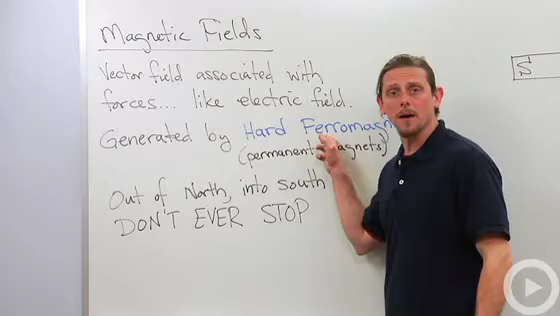 Magnetic Fields
Vector field associated with
forces.... like electric field.
Generated by Hard
(permanent
Out of North, into South
DON'T EVER STOP
S